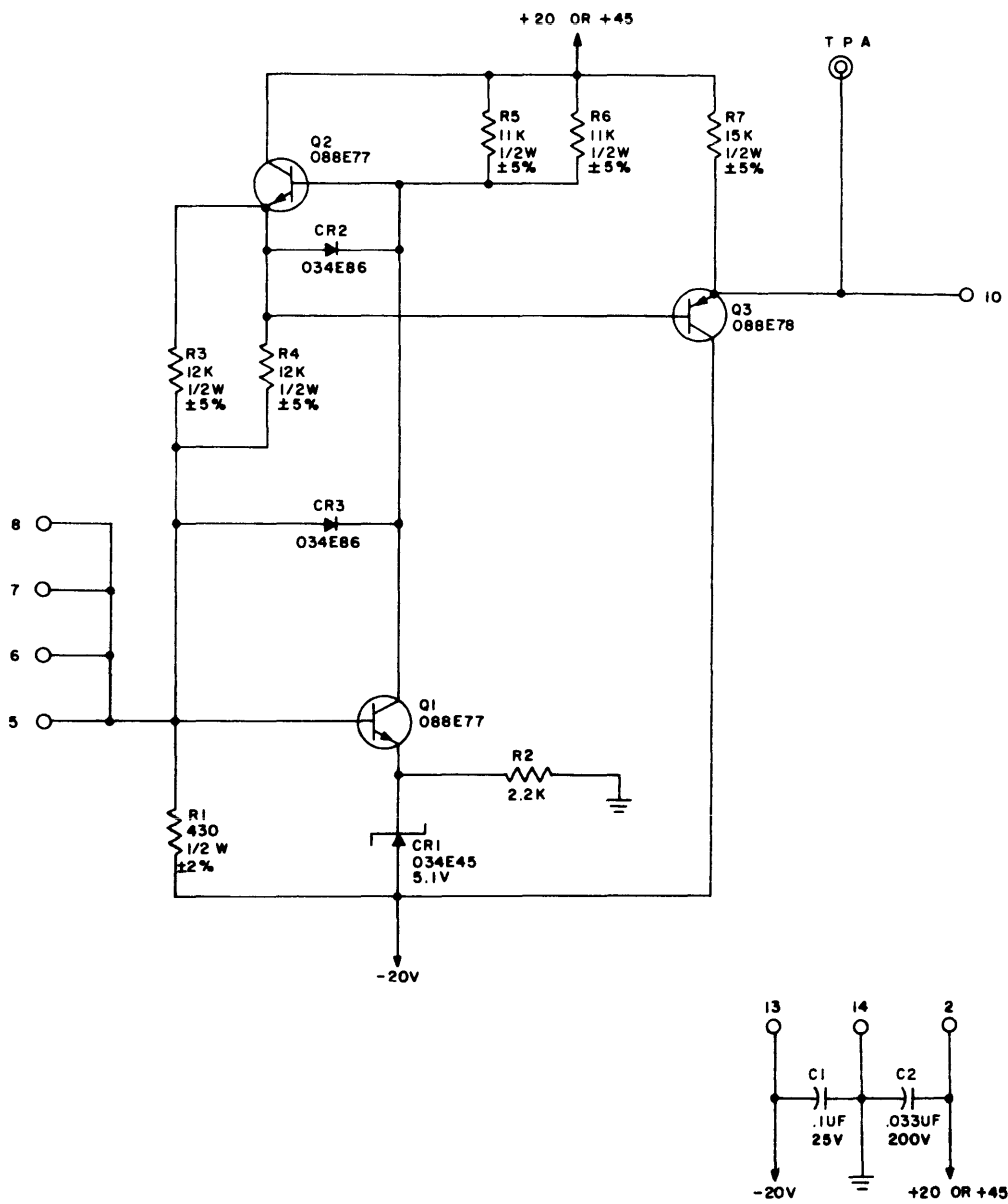 +20 OR +45
TPA
R5
11K
1/2W
±5%
R6
11K
1/2W
±5%
R7
15K
1/2W
±5%
Q2
088E77
CR2
034E86
10
Q3
088E78
R3
12K
1/2W
±5%
R4
12K
1/2W
±5%
CR3
034E86
8
7
6
5
Q1
088E77
R2
2.2K
R1
430
1/2 W
±2%
CR1
034E45
5.1V
-20V
13
14
2
C1
.1UF
25V
C2
.033UF
200V
-20V
+20 OR +45